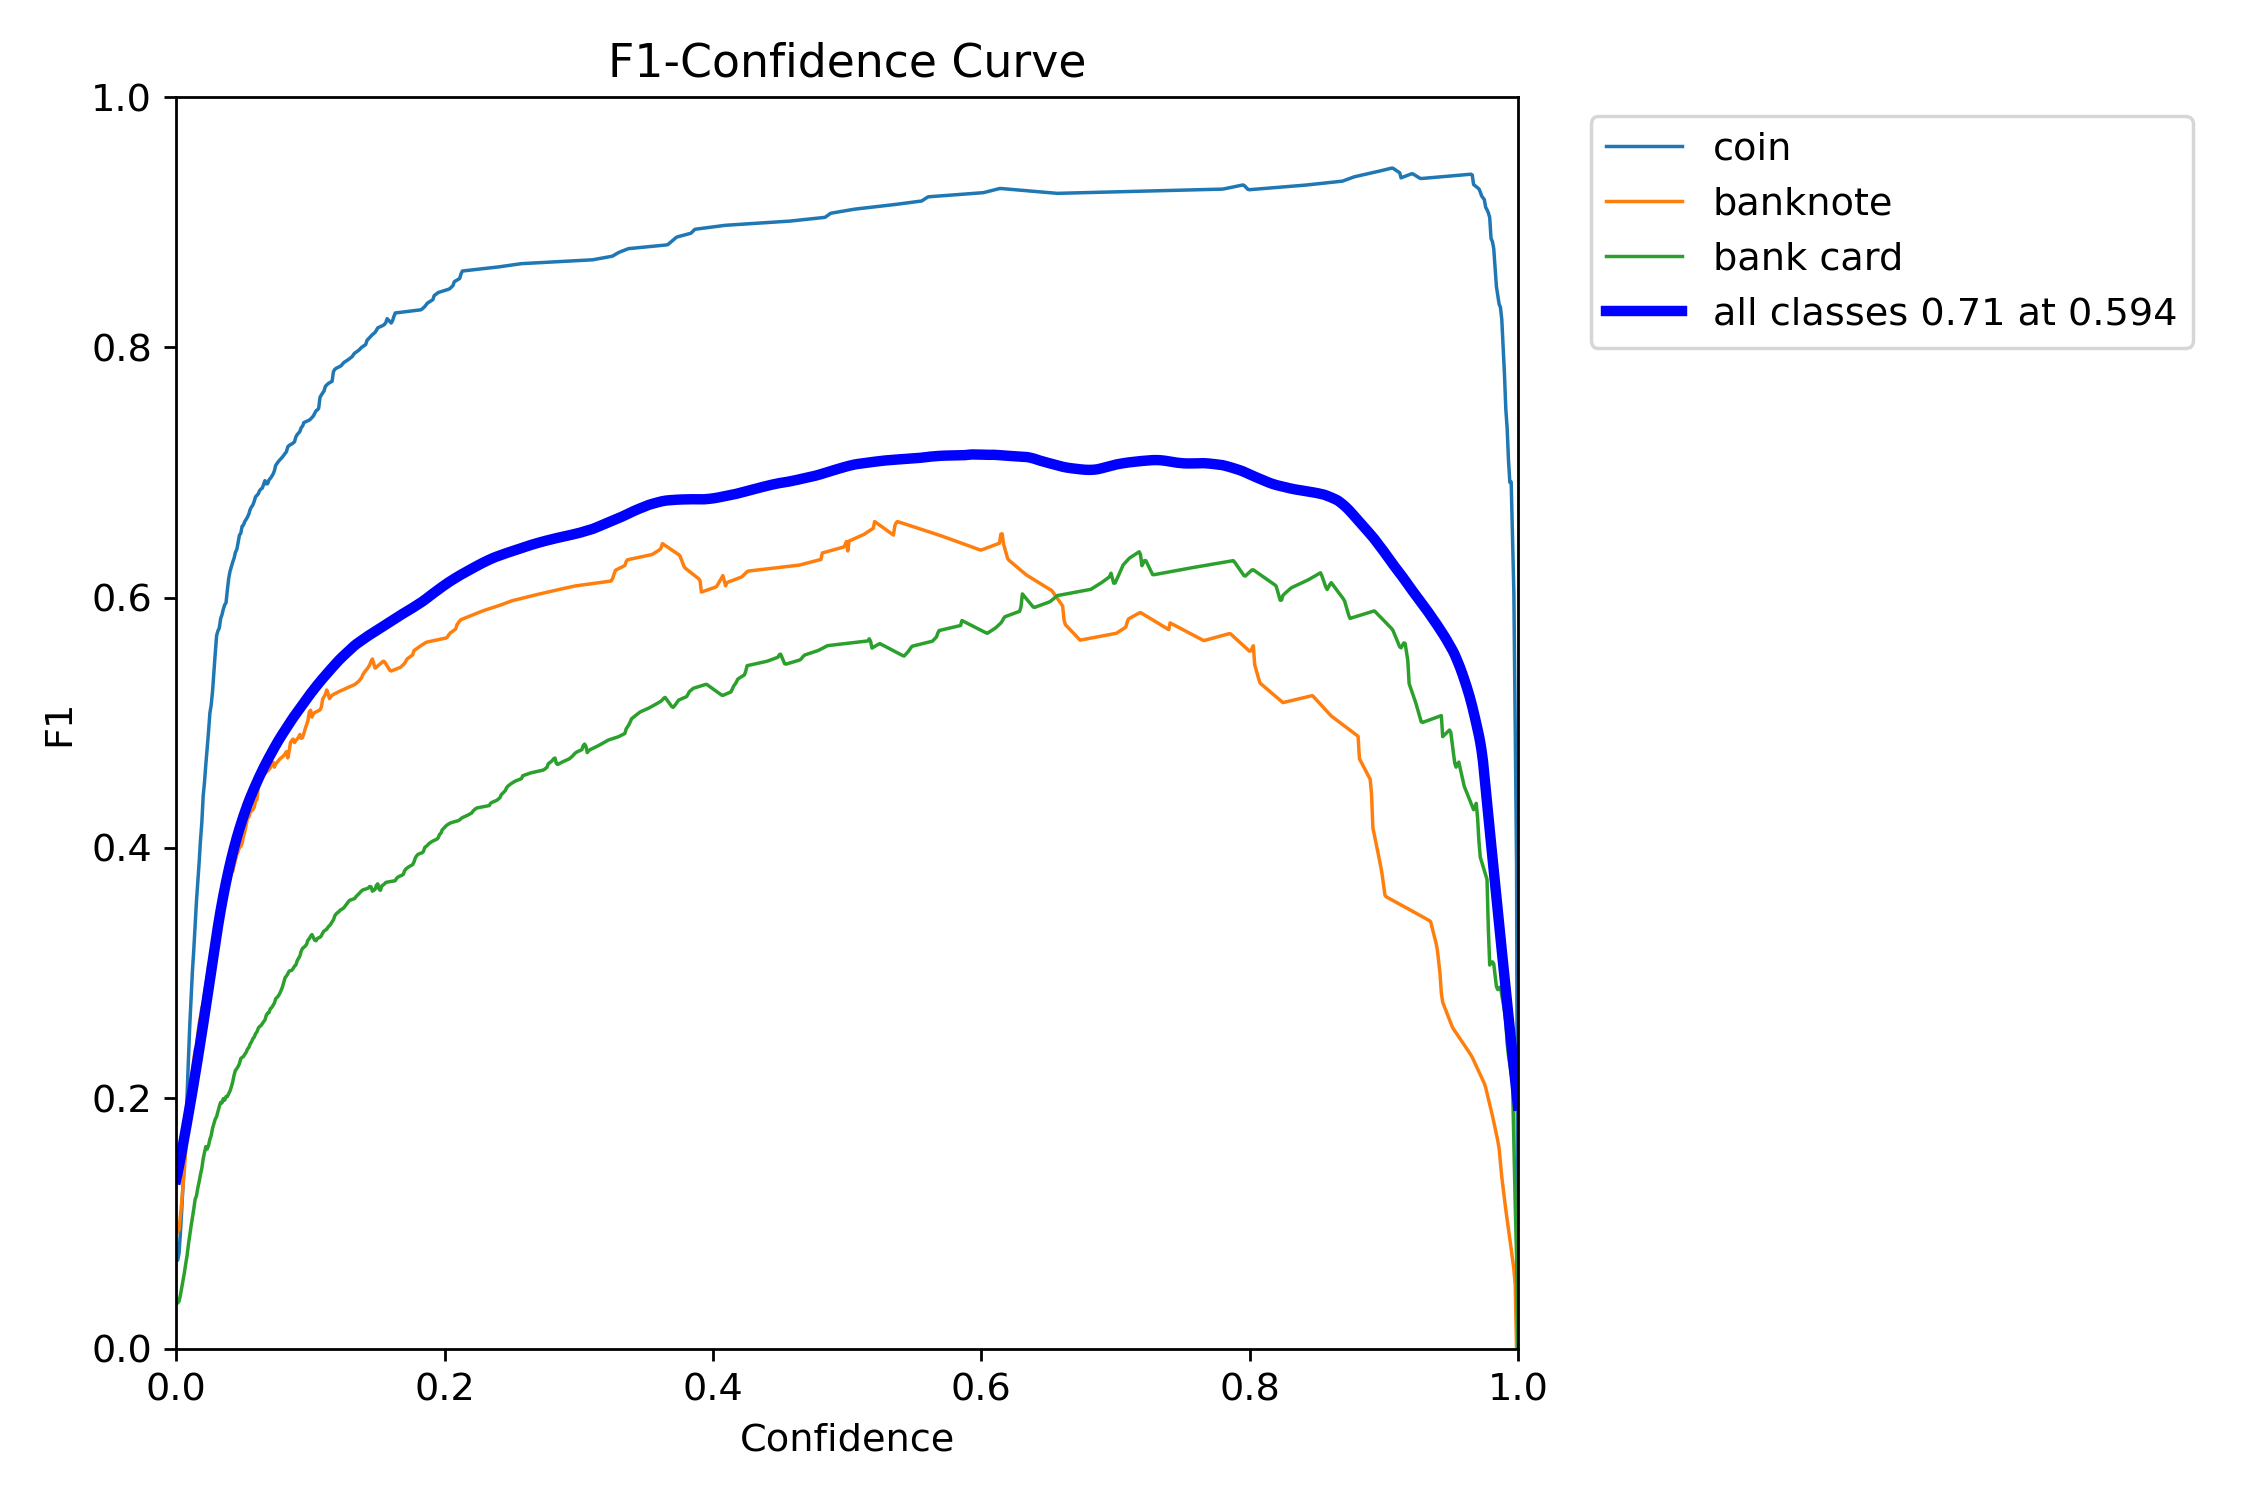 F1-Confidence Curve
1.0
0.8
0.6
0.4
0.2
0.0
F1
0.0 0.2 0.4 0.6 0.8 1.0
Confidence
coin
banknote
bank card
all classes 0.71 at 0.594